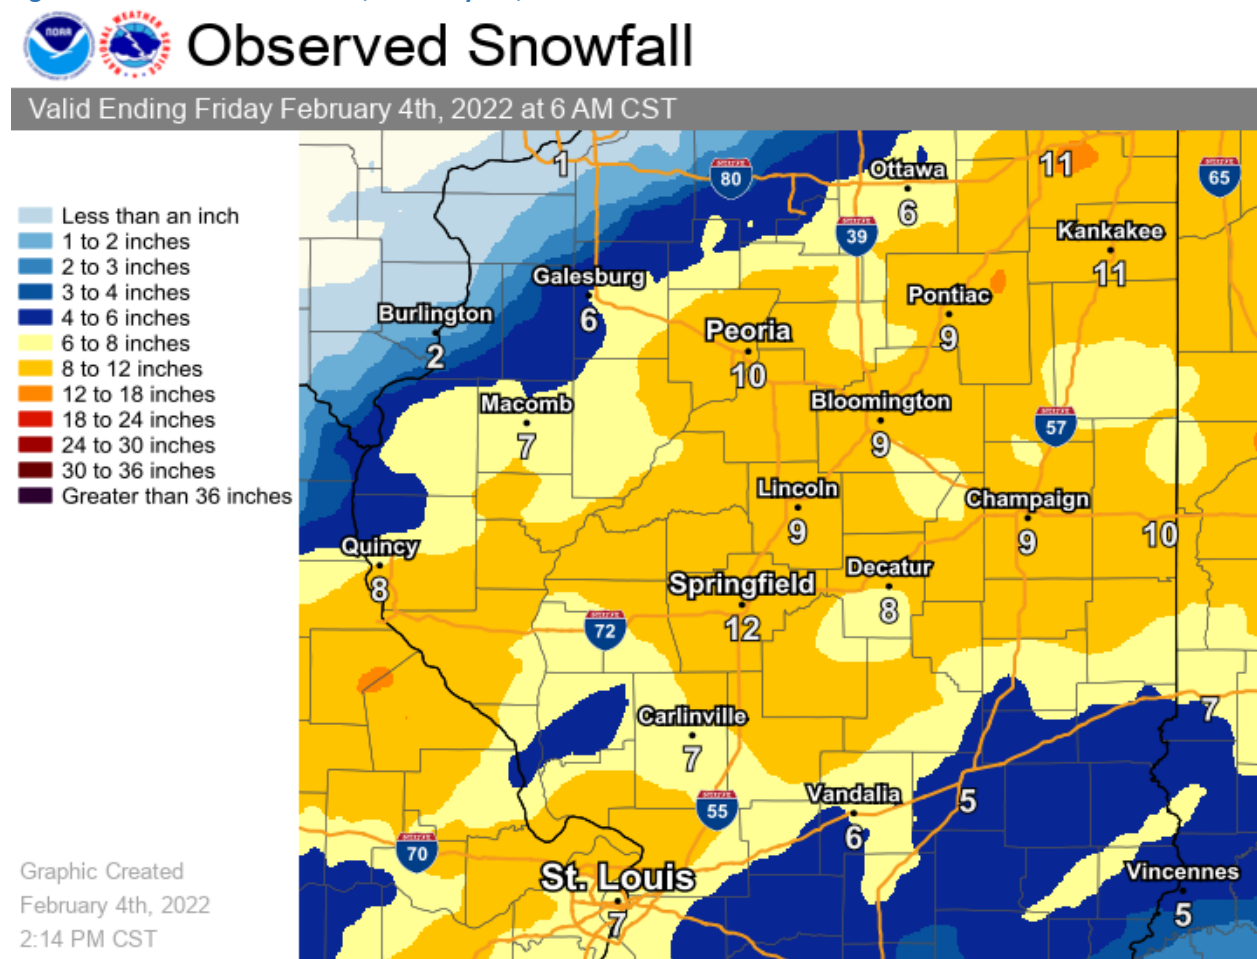 NOAA
Observed Snowfall
Valid Ending Friday February 4th, 2022 at 6 AM CST
Less than an inch
1 to 2 inches
2 to 3 inches
3 to 4 inches
4 to 6 inches
6 to 8 inches
8 to 12 inches
12 to 18 inches
18 to 24 inches
24 to 30 inches
30 to 36 inches
Greater than 36 inches
1
80
Ottawa
6
11
65
39
Kankakee
11
Galesburg
6
Burlington
2
Pontiac
9
Peoria
10
Macomb
7
Bloomington
9
57
Lincoln
9
Champaign
9
10
Quincy
8
Springfield
12
Decatur
8
72
Carlinville
7
7
55
Vandalia
6
5
70
St. Louis
7
Vincennes
5
Graphic Created
February 4th, 2022
2:14 PM CST